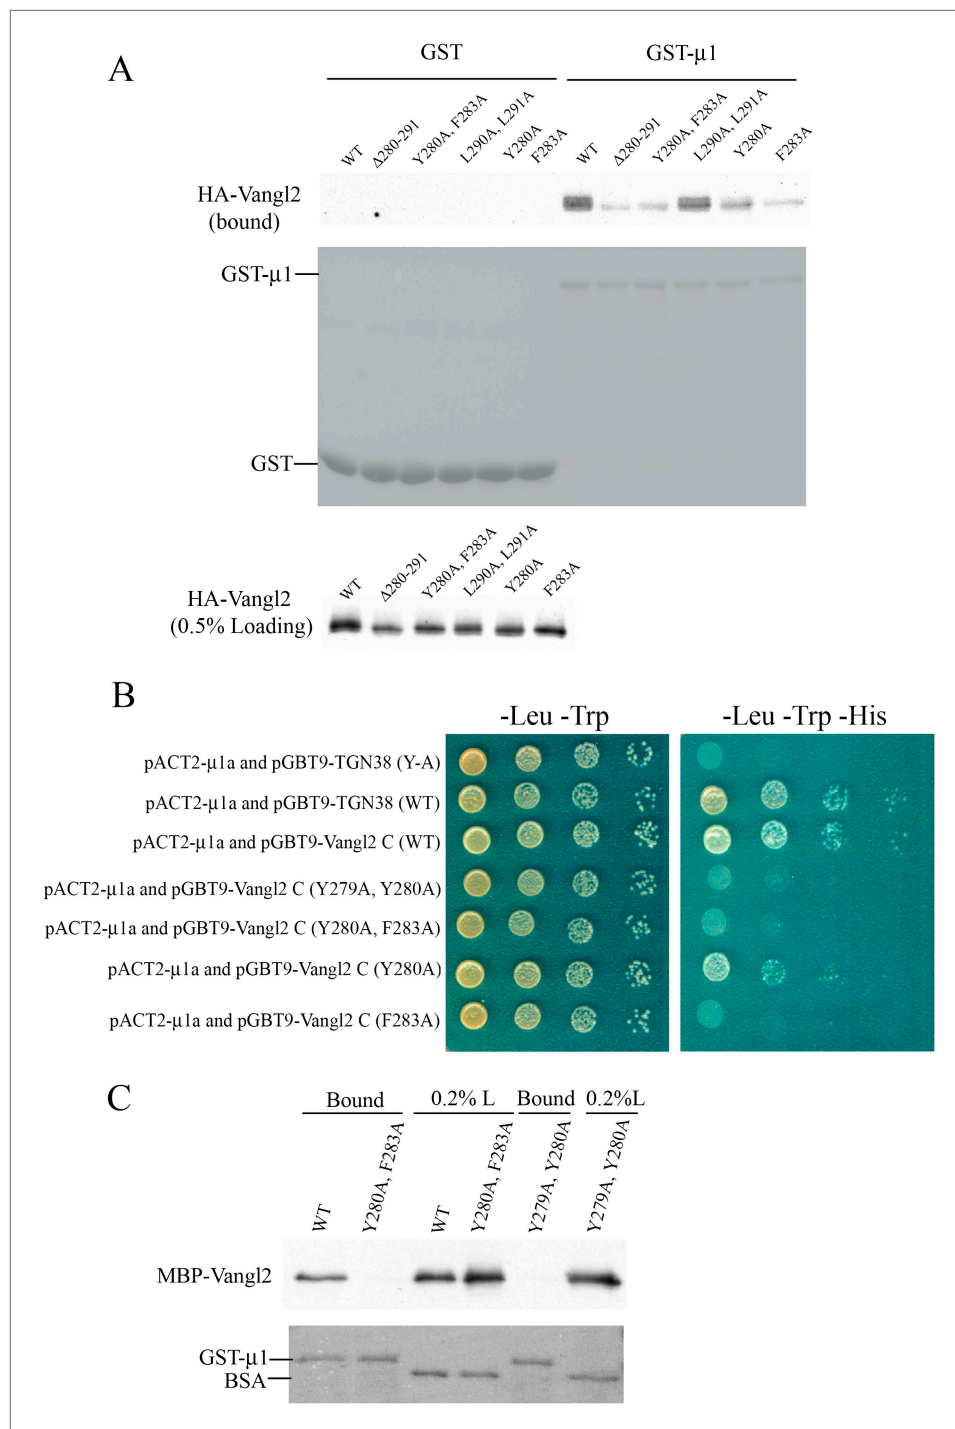 A
GST GST-µ1
WT Δ280-291 Y280A, F283A L290A, L291A Y280A F283A WT Δ280-291 Y280A, F283A L290A, L291A Y280A F283A
HA-Vangl2
(bound)
GST-µ1
GST
WT Δ280-291 Y280A, F283A L290A, L291A Y280A F283A
HA-Vangl2
(0.5% Loading)
B
-Leu -Trp -Leu -Trp -His
pACT2-µ1a and pGBT9-TGN38 (Y-A)
pACT2-µ1a and pGBT9-TGN38 (WT)
pACT2-µ1a and pGBT9-Vangl2 C (WT)
pACT2-µ1a and pGBT9-Vangl2 C (Y279A, Y280A)
pACT2-µ1a and pGBT9-Vangl2 C (Y280A, F283A)
pACT2-µ1a and pGBT9-Vangl2 C (Y280A)
pACT2-µ1a and pGBT9-Vangl2 C (F283A)
C
Bound 0.2% L Bound 0.2%L
WT Y280A, F283A WT Y280A, F283A Y279A, Y280A Y279A, Y280A
MBP-Vangl2
GST-µ1
BSA